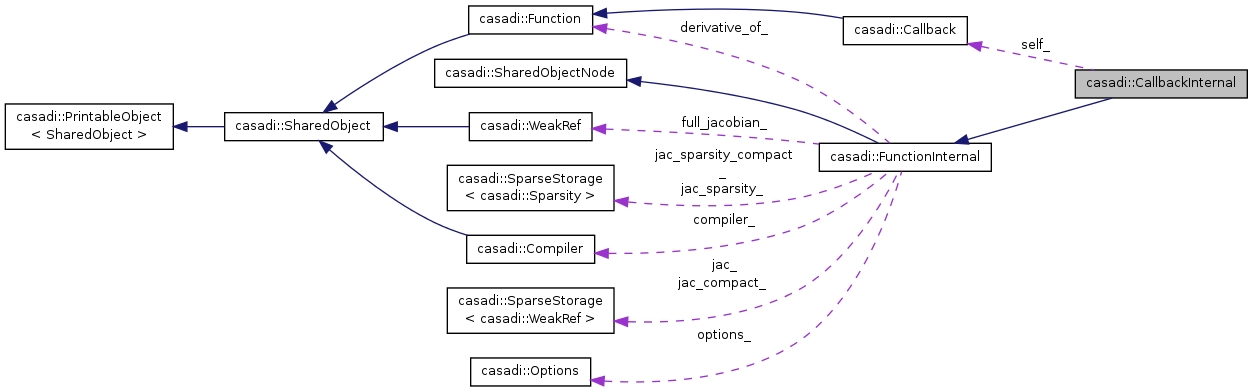 casadi::Function
derivative_of_
casadi::Callback
self_
casadi::SharedObjectNode
casadi::CallbackInternal
casadi::PrintableObject
< SharedObject >
casadi::SharedObject
casadi::WeakRef
full_jacobian_
casadi::FunctionInternal
jac_sparsity_compact
_
jac_sparsity_
casadi::SparseStorage
< casadi::Sparsity >
compiler_
casadi::Compiler
jac_
jac_compact_
casadi::SparseStorage
< casadi::WeakRef >
options_
casadi::Options